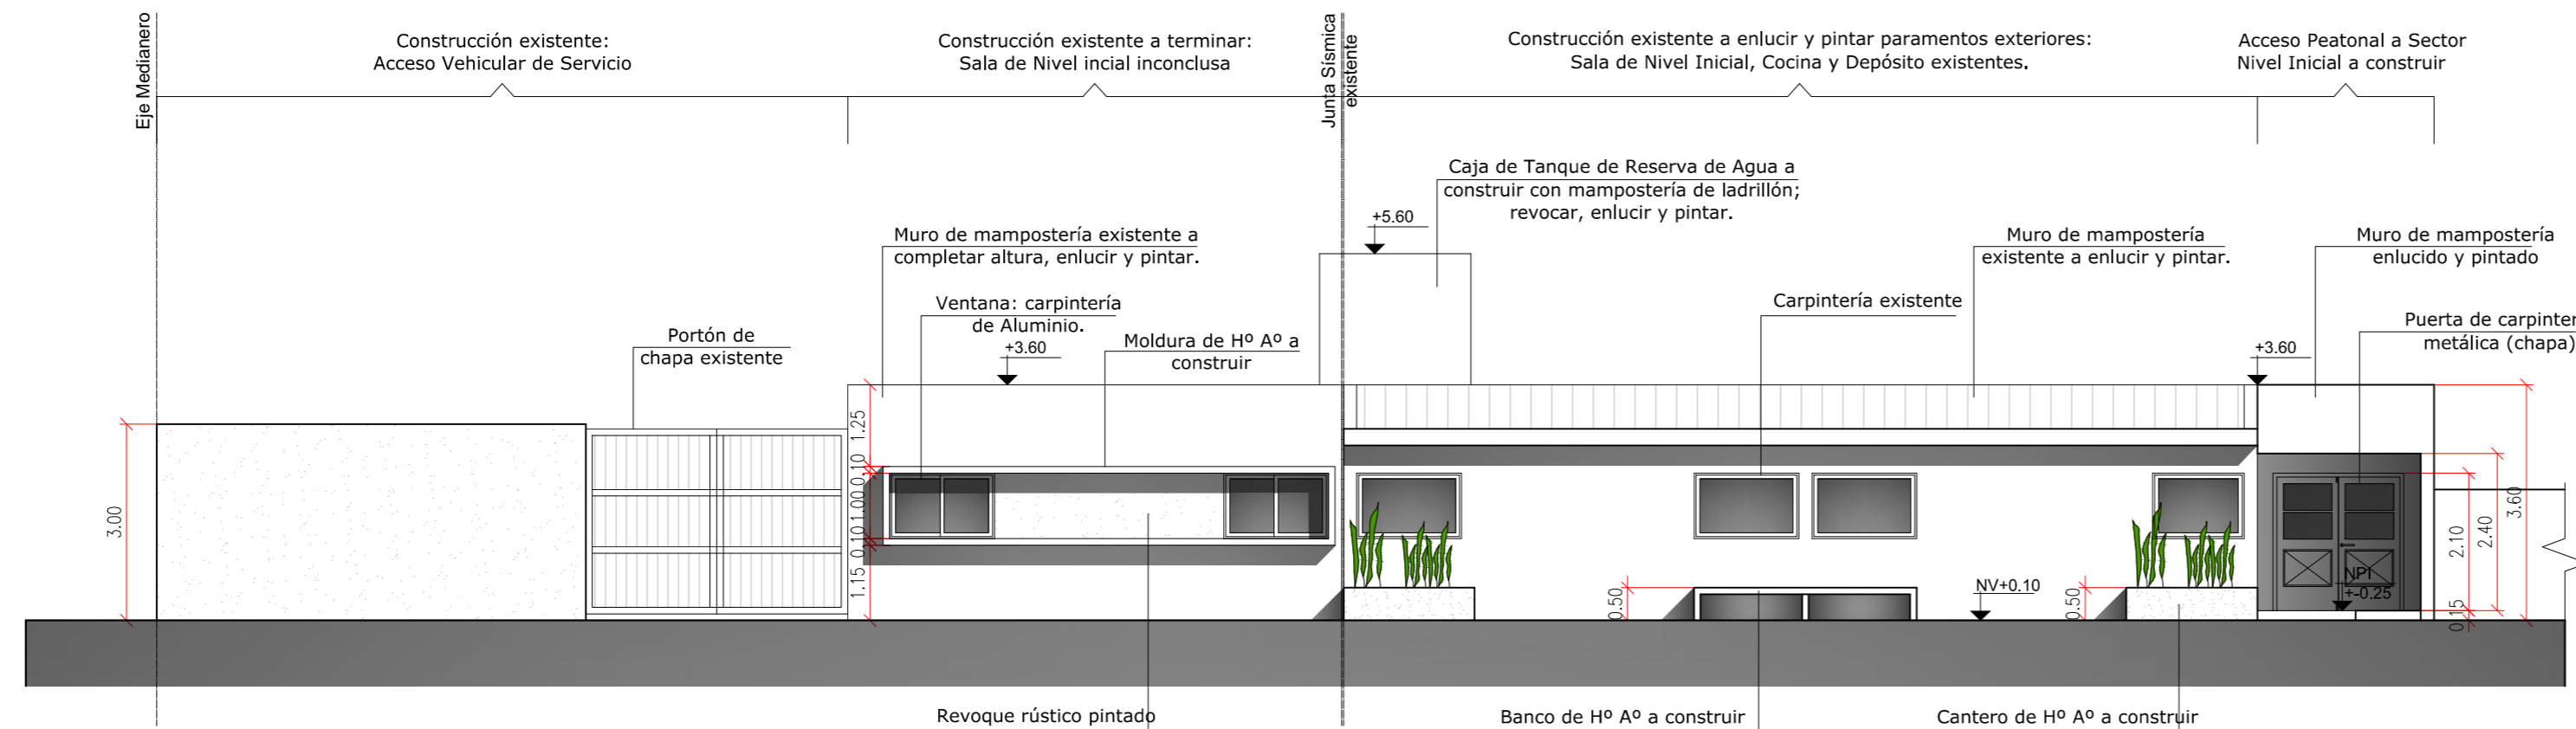 Eje Medianero
Construcción existente:
Acceso Vehicular de Servicio
Construcción existente a terminar:
Sala de Nivel incial inconclusa
Junta Sísmica
existente
Construcción existente a enlucir y pintar paramentos exteriores:
Sala de Nivel Inicial, Cocina y Depósito existentes.
Acceso Peatonal a Sector
Nivel Inicial a construir
Caja de Tanque de Reserva de Agua a
construir con mampostería de ladrillón;
revocar, enlucir y pintar.
+5.60
Muro de mampostería existente a
completar altura, enlucir y pintar.
Muro de mampostería
existente a enlucir y pintar.
Muro de mampostería
enlucido y pintado
Ventana: carpintería
de Aluminio.
+3.60
Moldura de Hº Aº a
construir
Carpintería existente
Portón de
chapa existente
Puerta de carpinter
metálica (chapa)
+3.60
3.00
1.25
0.10
1.00
0.10
1.15
0.50
NV+0.10
0.50
NPI
+-0.25
2.10
2.40
3.60
0.15
Revoque rústico pintado
Banco de Hº Aº a construir
Cantero de Hº Aº a construir